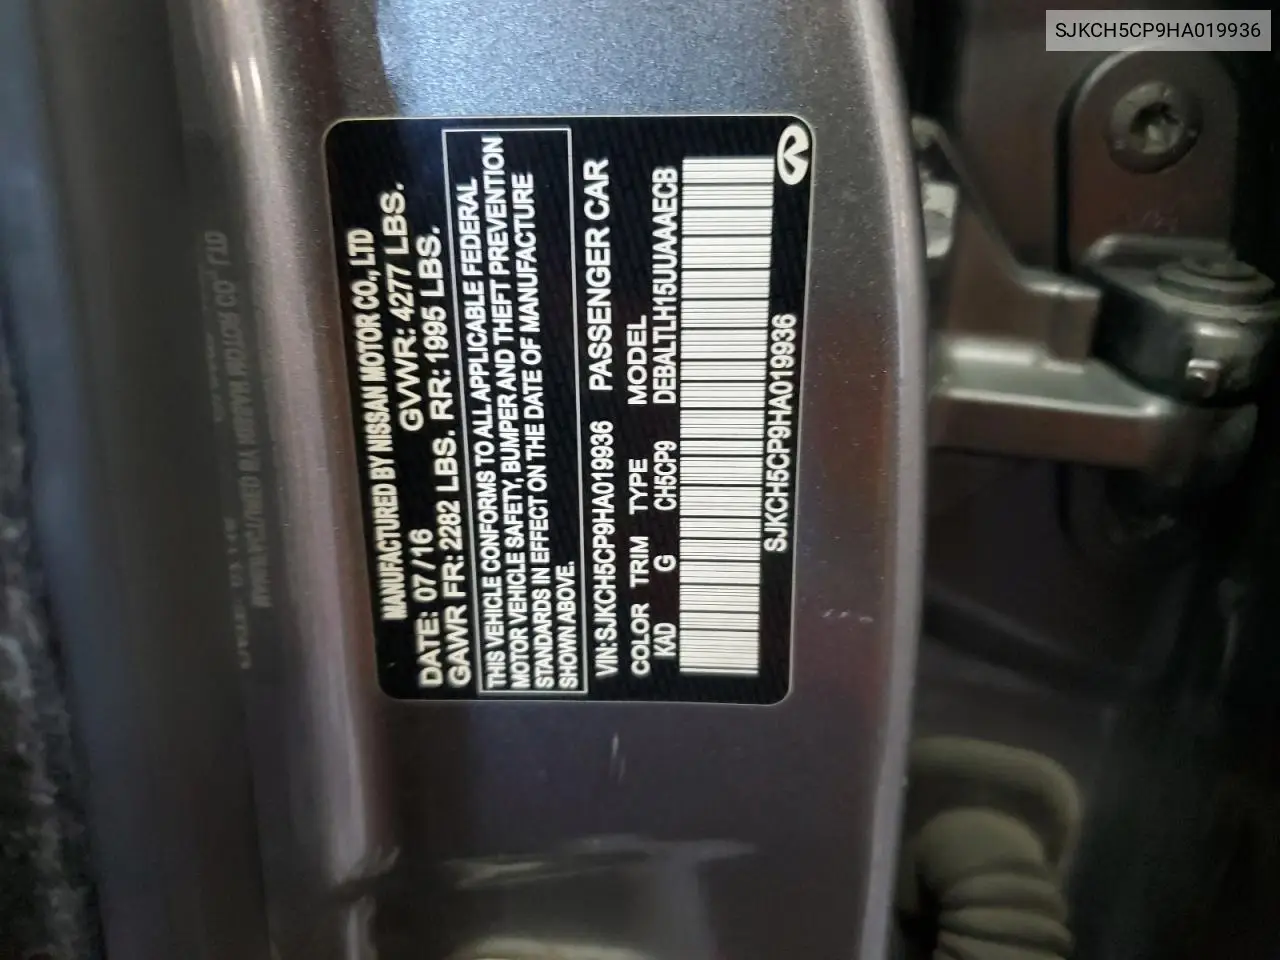 SJKCH5CP9HA019936
MANUFACTURED BY NISSAN MOTOR CO., LTD
DATE: 07/16 GVWR: 4277 LBS.
GAWR FR: 2282 LBS. RR: 1995 LBS.
THIS VEHICLE CONFORMS TO ALL APPLICABLE FEDERAL
MOTOR VEHICLE SAFETY, BUMPER AND THEFT PREVENTION
STANDARDS IN EFFECT ON THE DATE OF MANUFACTURE
SHOWN ABOVE.
VIN: SJKCH5CP9HA019936 PASSENGER CAR
COLOR TRIM TYPE MODEL
KAD G CH5CP9 DEBALTLH15UUAAAECB
SJKCH5CP9HA019936